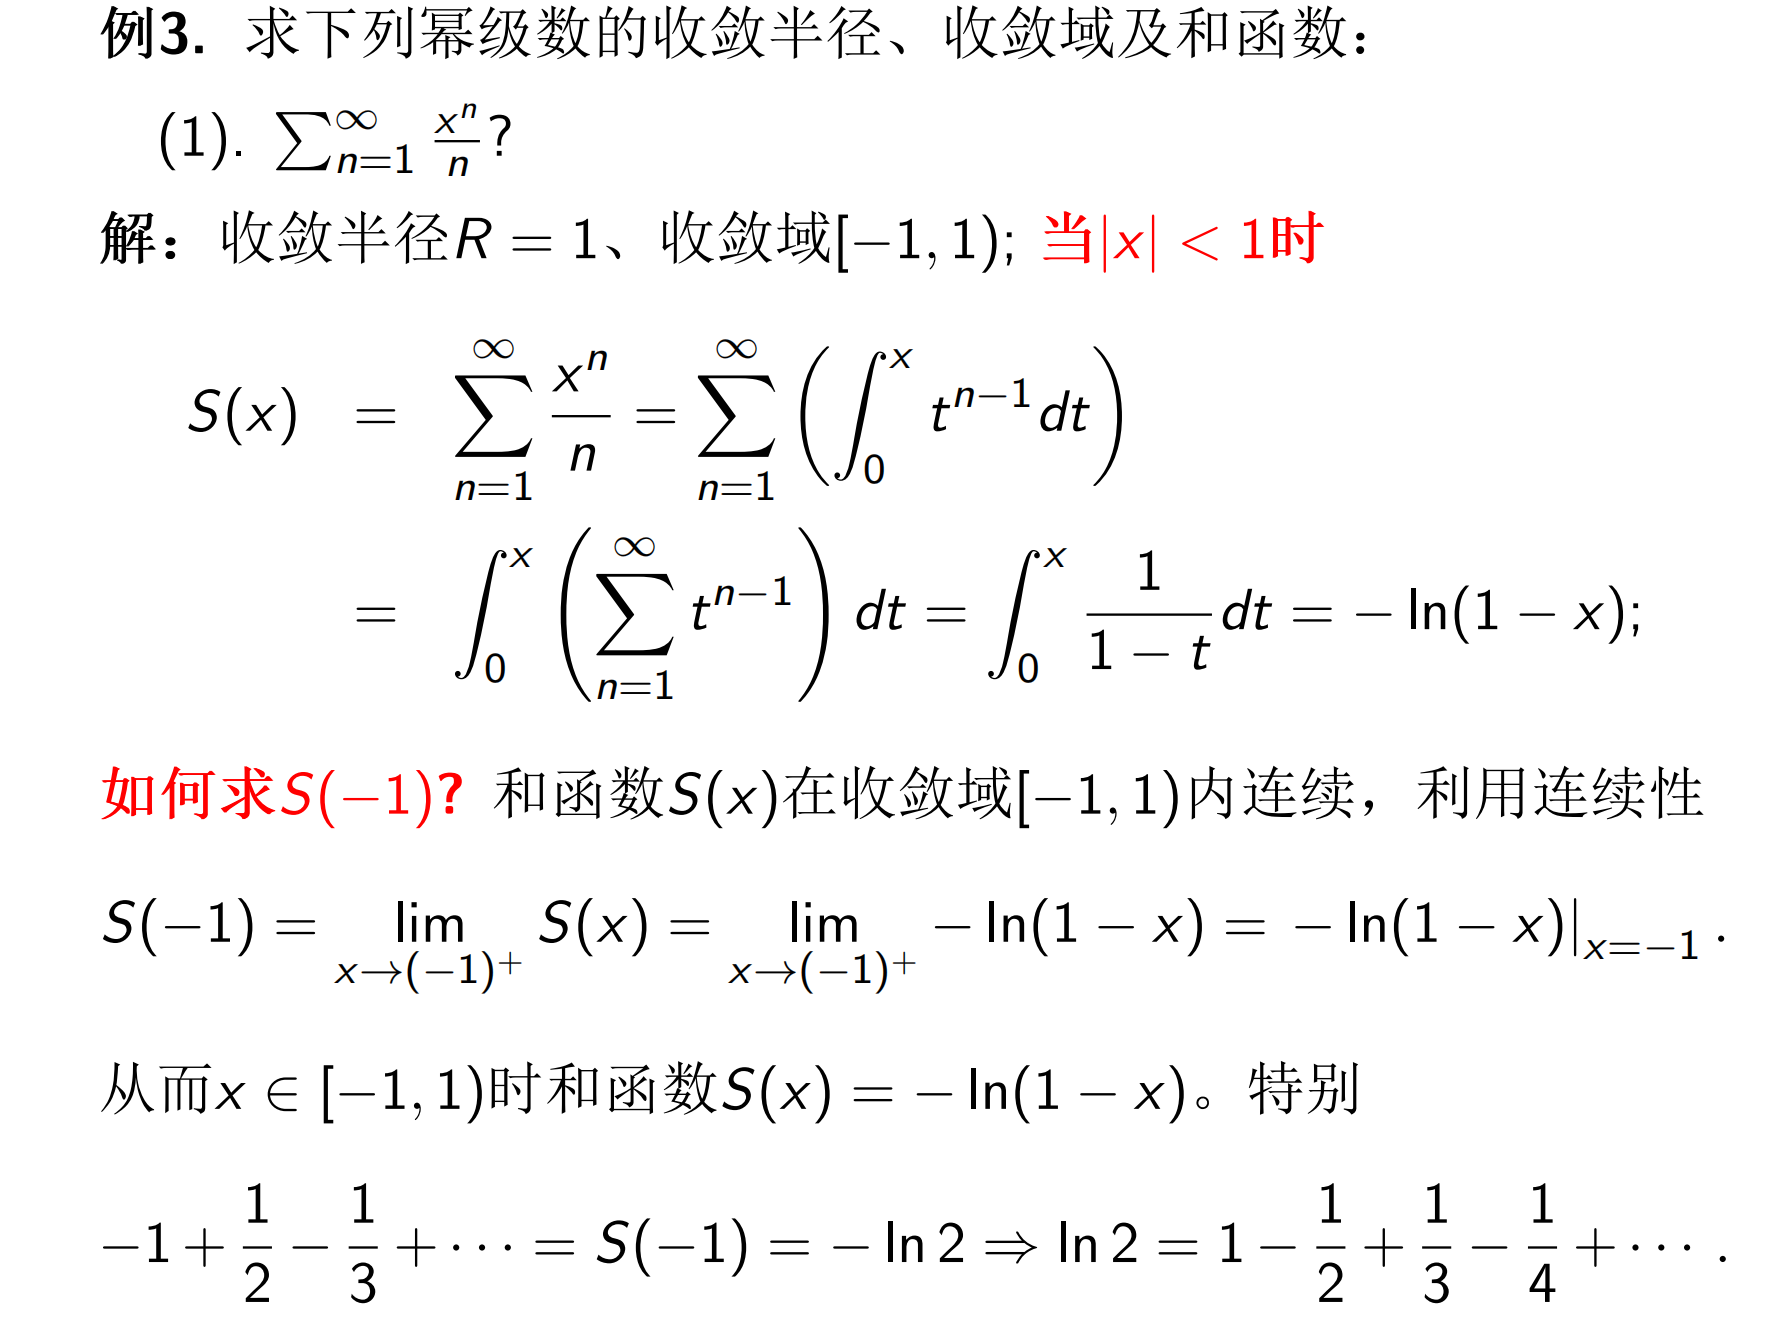 例3. 求下列幂级数的收敛半径、收敛域及和函数：
(1). $\sum_{n=1}^{\infty} \frac{x^n}{n}$?
解：收敛半径$R = 1$、收敛域$[-1, 1)$; 当$|x| < 1$时
$S(x) = \sum_{n=1}^{\infty} \frac{x^n}{n} = \sum_{n=1}^{\infty} \left( \int_0^x t^{n-1} dt \right)$
$= \int_0^x \left( \sum_{n=1}^{\infty} t^{n-1} \right) dt = \int_0^x \frac{1}{1-t} dt = -\ln(1-x);$
如何求$S(-1)$? 和函数$S(x)$在收敛域$[-1, 1)$内连续，利用连续性
$S(-1) = \lim_{x \to (-1)^+} S(x) = \lim_{x \to (-1)^+} -\ln(1-x) = -\ln(1-x)|_{x=-1}.$
从而$x \in [-1, 1)$时和函数$S(x) = -\ln(1-x)$。特别
$-1 + \frac{1}{2} - \frac{1}{3} + \cdots = S(-1) = -\ln 2 \Rightarrow \ln 2 = 1 - \frac{1}{2} + \frac{1}{3} - \frac{1}{4} + \cdots.$